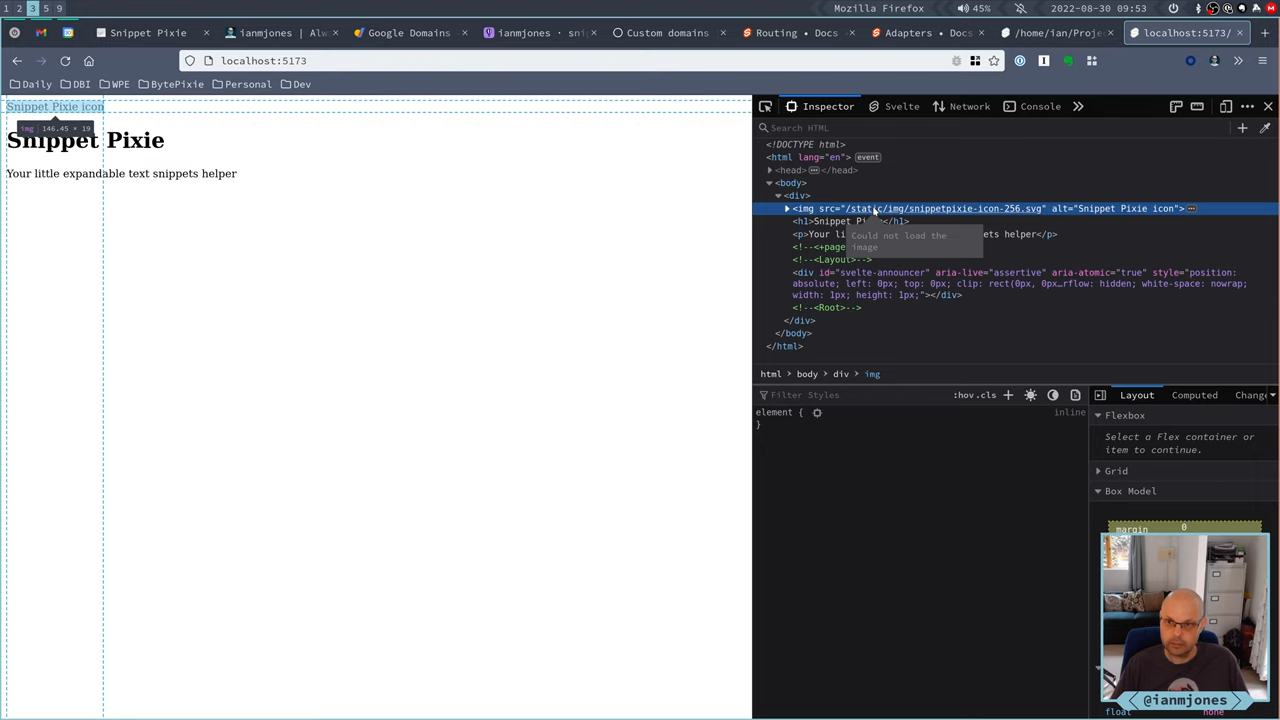 1 2 3 5 9
Mozilla Firefox
45%
2022-08-30 09:53
Snippet Pixie
ianmjones | Alw
Google Domains
ianmjones · snip
Custom domains
Routing • Docs
Adapters • Docs
/home/ian/Projec
localhost:5173/
localhost:5173
Daily
DBI
WPE
BytePixie
Personal
Dev
Snippet Pixie icon
img | 146.45 × 19
Snippet Pixie
Your little expandable text snippets helper
Inspector
Svelte
Network
Console
Search HTML
<!DOCTYPE html>
<html lang="en"> event
<head> </head>
<body>
<div>
<img src="/static/img/snippetpixie-icon-256.svg" alt="Snippet Pixie icon">
<h1>Snippet Pi </h1>
Could not load the
image
<p>Your li ets helper</p>
<!--<+page
<!--<Layout>-->
<div id="svelte-announcer" aria-live="assertive" aria-atomic="true" style="position:
absolute; left: 0px; top: 0px; clip: rect(0px, 0px…rflow: hidden; white-space: nowrap;
width: 1px; height: 1px;"></div>
<!--<Root>-->
</div>
</body>
</html>
html > body > div > img
Filter Styles
:hov .cls
Layout
Computed
Chang
element {
inline
}
Flexbox
Select a Flex container or
item to continue.
Grid
Box Model
margin
0
@ianmjones
float
none